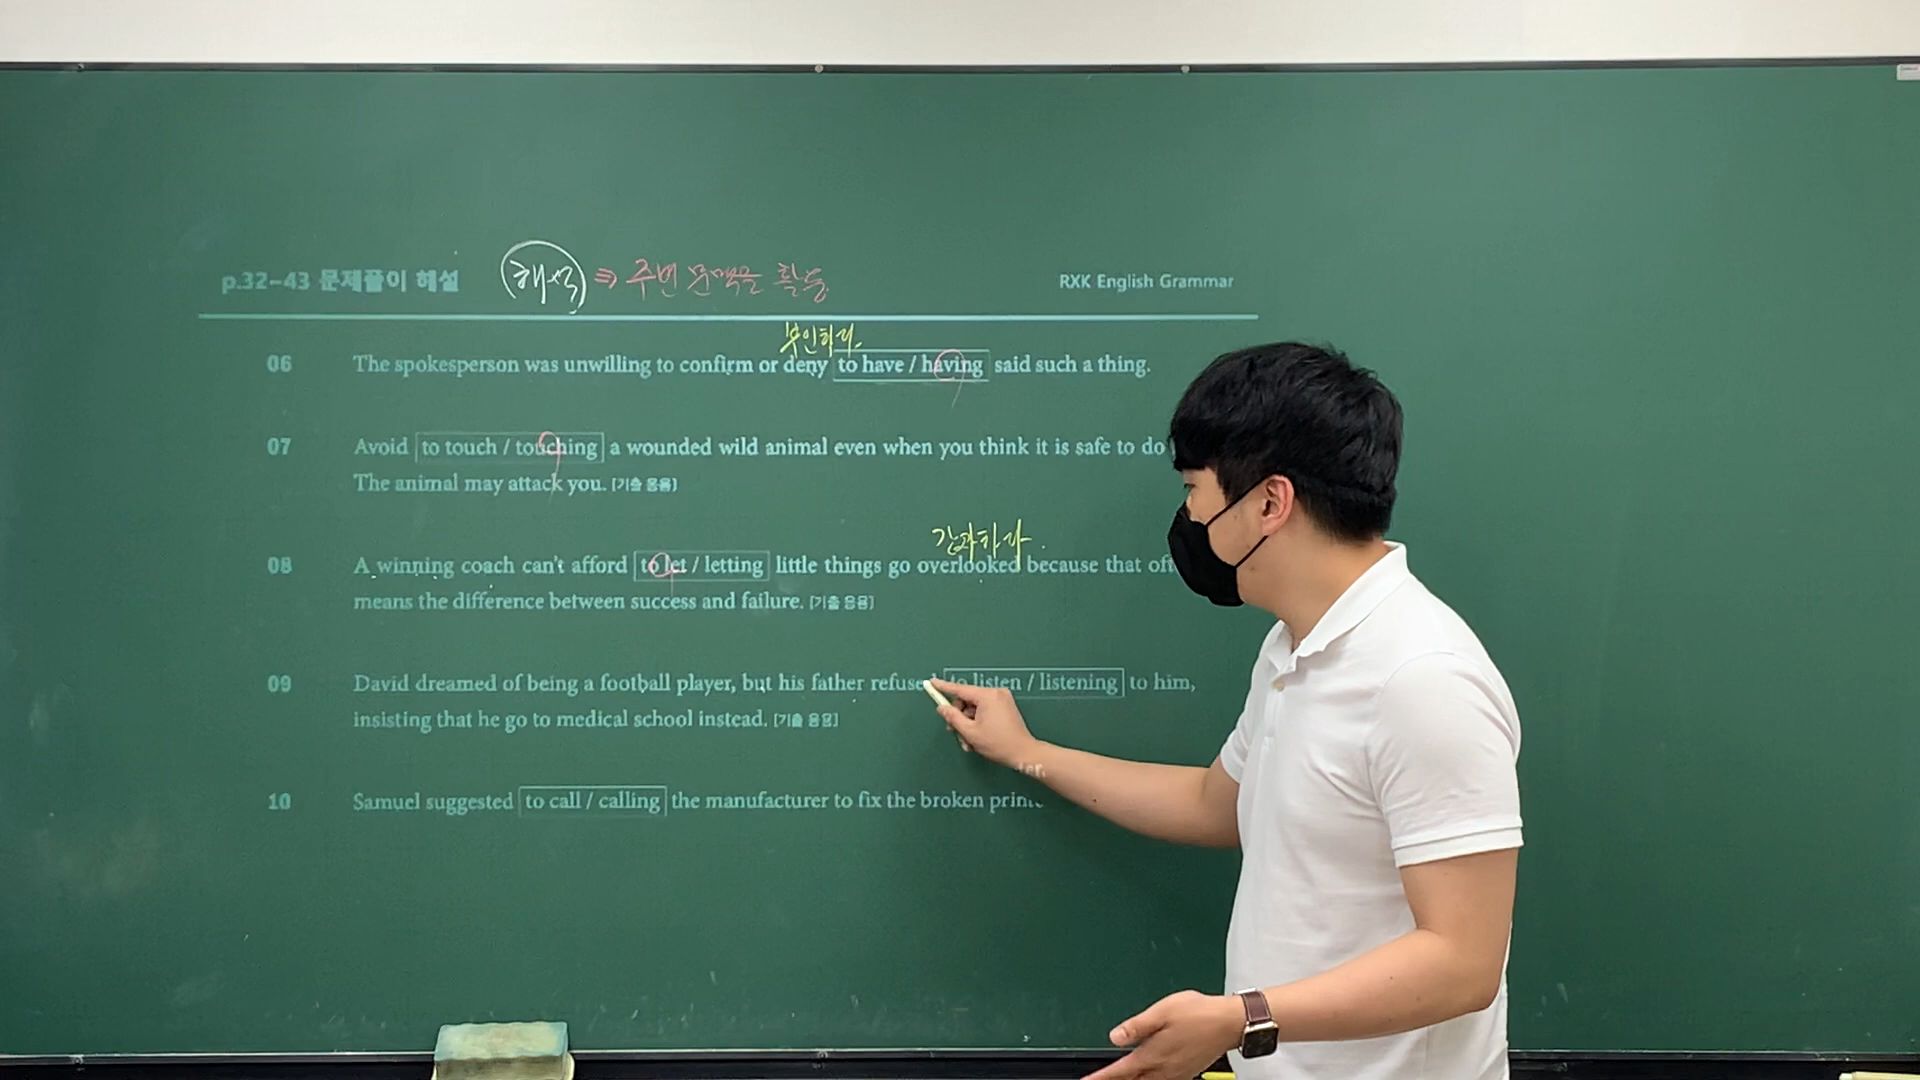 p.32-43 문제풀이 해설 해석 ⇒ 주변 문맥을 활용. RXK English Grammar
부인하다.
06 The spokesperson was unwilling to confirm or deny to have / having said such a thing.
07 Avoid to touch / touching a wounded wild animal even when you think it is safe to do
The animal may attack you. [기출 응용]
간과하다.
08 A winning coach can't afford to let / letting little things go overlooked because that oft
means the difference between success and failure. [기출 응용]
09 David dreamed of being a football player, but his father refused to listen / listening to him,
insisting that he go to medical school instead. [기출 응용]
10 Samuel suggested to call / calling the manufacturer to fix the broken printer.